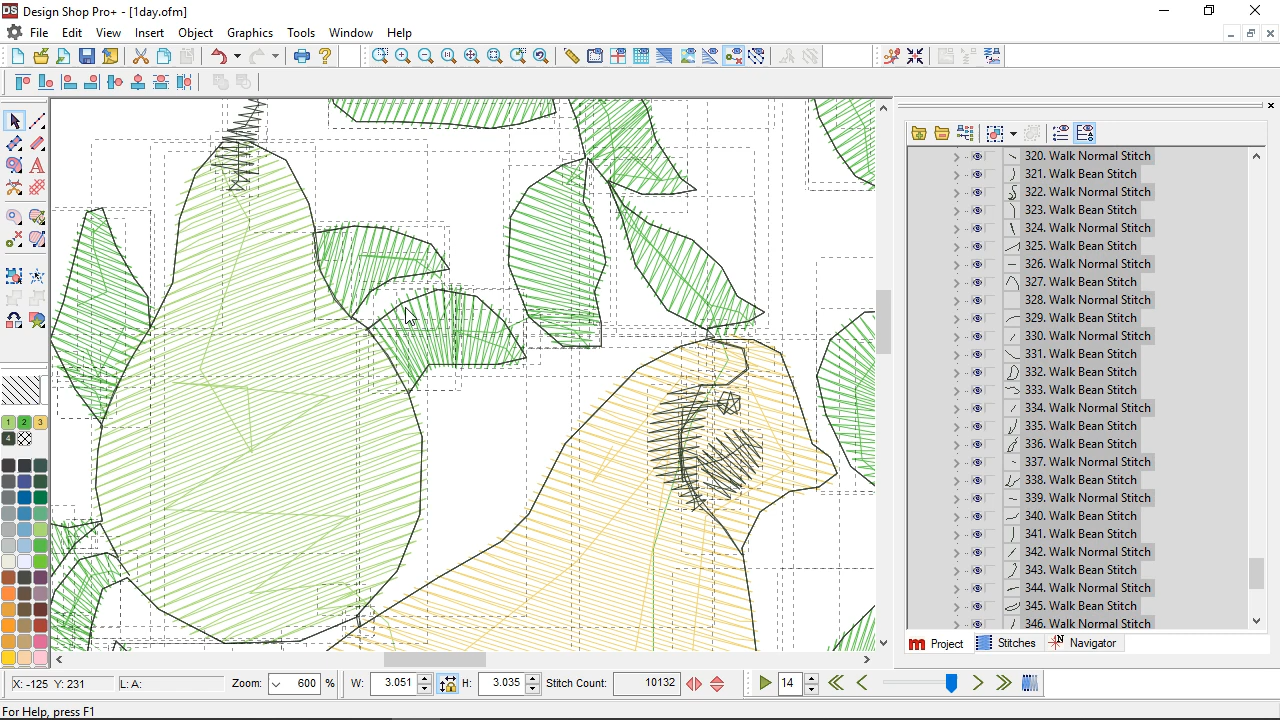 DS Design Shop Pro+ - [1day.ofm]
File Edit View Insert Object Graphics Tools Window Help
320. Walk Normal Stitch
321. Walk Bean Stitch
322. Walk Normal Stitch
323. Walk Bean Stitch
324. Walk Normal Stitch
325. Walk Bean Stitch
326. Walk Normal Stitch
327. Walk Bean Stitch
328. Walk Normal Stitch
329. Walk Bean Stitch
330. Walk Normal Stitch
331. Walk Bean Stitch
332. Walk Bean Stitch
333. Walk Bean Stitch
334. Walk Normal Stitch
335. Walk Bean Stitch
336. Walk Bean Stitch
337. Walk Normal Stitch
338. Walk Bean Stitch
339. Walk Normal Stitch
340. Walk Bean Stitch
341. Walk Bean Stitch
342. Walk Normal Stitch
343. Walk Bean Stitch
344. Walk Normal Stitch
345. Walk Bean Stitch
346. Walk Normal Stitch
1 2 3
4
Project Stitches Navigator
X: -125 Y: 231 L: A: Zoom: 600 % W: 3.051 H: 3.035 Stitch Count: 10132 14
For Help, press F1